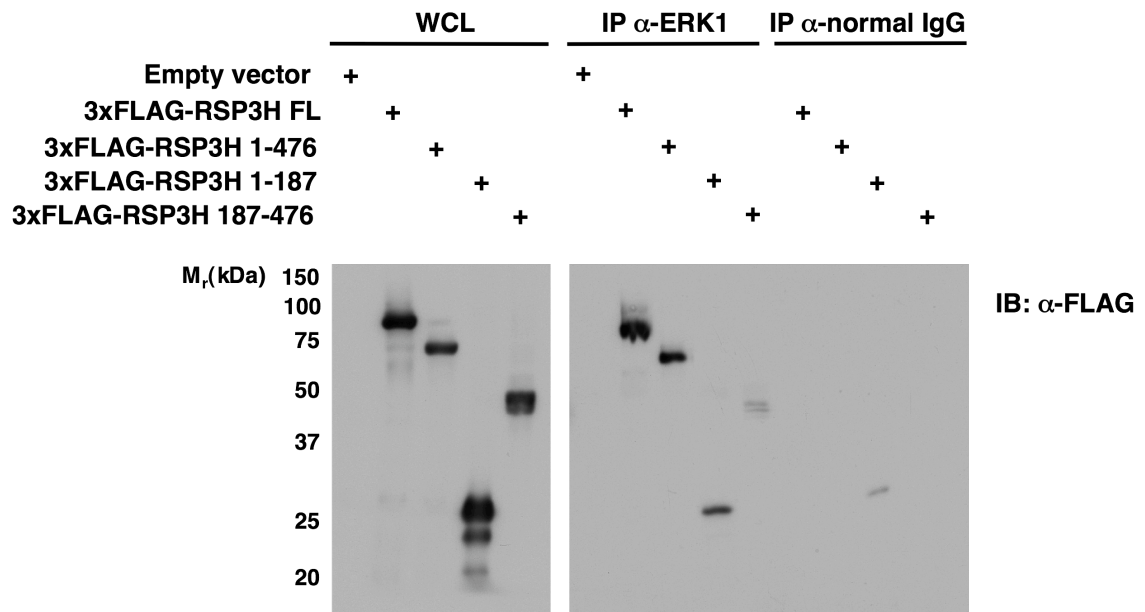 WCL IP α-ERK1 IP α-normal IgG
Empty vector + +
3xFLAG-RSP3H FL + + +
3xFLAG-RSP3H 1-476 + + +
3xFLAG-RSP3H 1-187 + + +
3xFLAG-RSP3H 187-476 + + +
Mr(kDa) 150
100
IB: α-FLAG
75
50
37
25
20